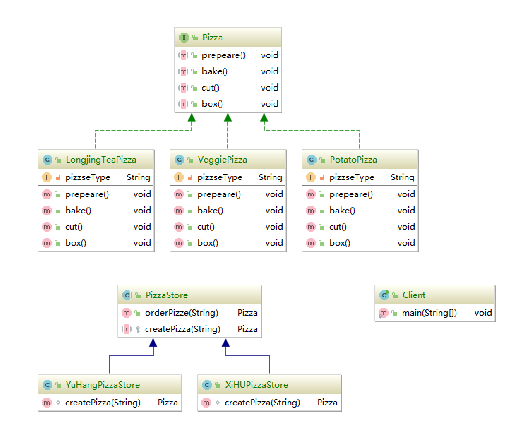 Pizza
prepeare() void
bake() void
cut() void
box() void
LongjingTeaPizza
pizzseType String
prepeare() void
bake() void
cut() void
box() void
VeggiePizza
pizzseType String
prepeare() void
bake() void
cut() void
box() void
PotatoPizza
pizzseType String
prepeare() void
bake() void
cut() void
box() void
PizzaStore
orderPizze(String) Pizza
createPizza(String) Pizza
Client
main(String[]) void
YuHangPizzaStore
createPizza(String) Pizza
XiHUPizzaStore
createPizza(String) Pizza